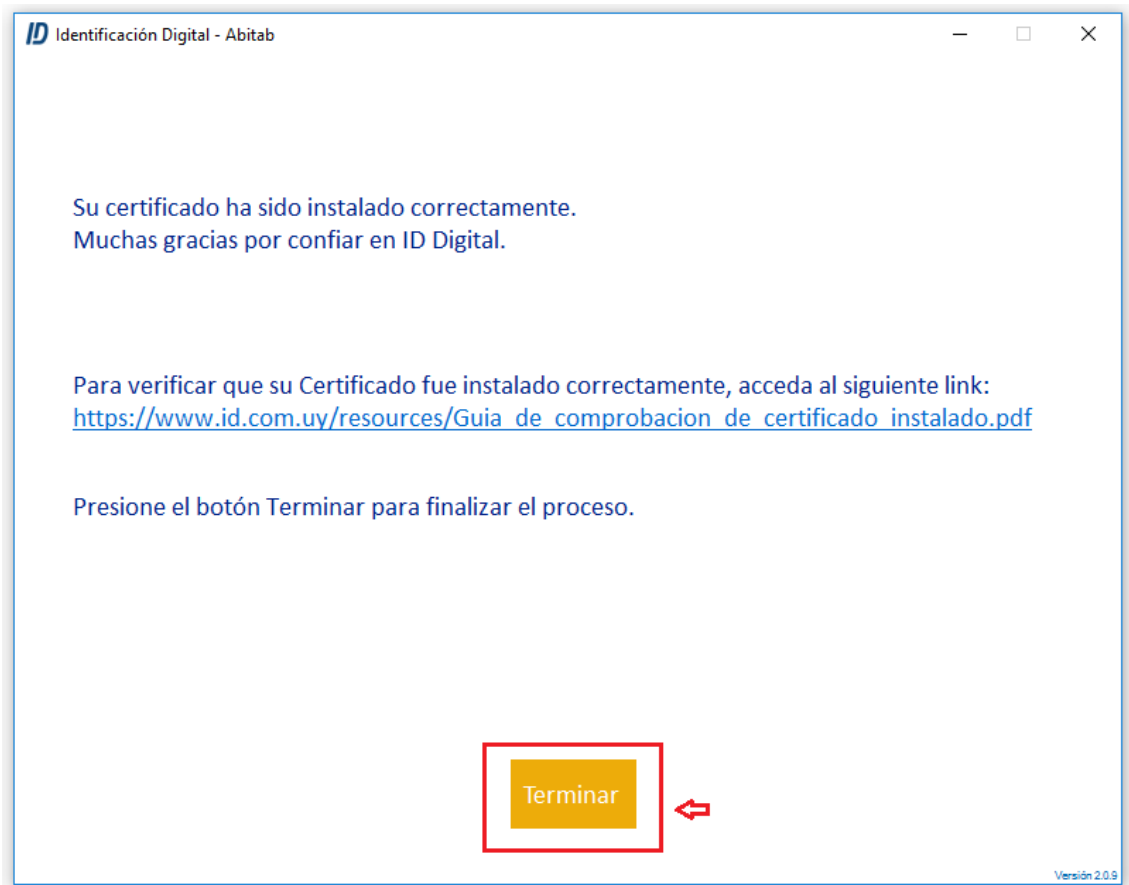 ID Identificación Digital - Abitab
Su certificado ha sido instalado correctamente.
Muchas gracias por confiar en ID Digital.
Para verificar que su Certificado fue instalado correctamente, acceda al siguiente link:
https://www.id.com.uy/resources/Guia_de_comprobacion_de_certificado_instalado.pdf
Presione el botón Terminar para finalizar el proceso.
Terminar
Versión 2.0.9